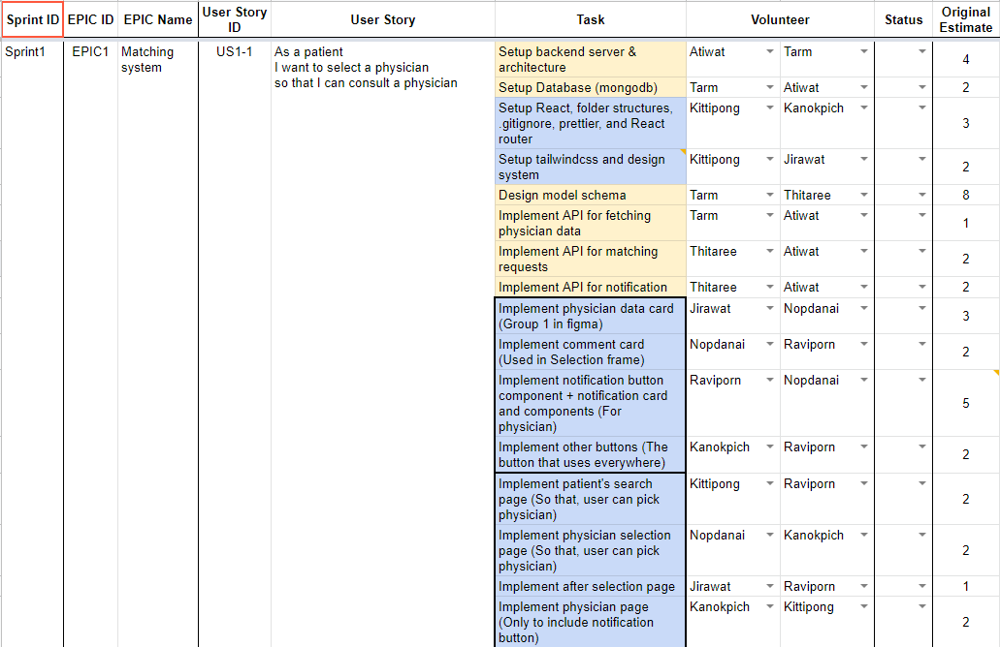 Sprint ID EPIC ID EPIC Name User Story ID User Story Task Volunteer Status Original Estimate
Sprint1 EPIC1 Matching system US1-1 As a patient
I want to select a physician
so that I can consult a physician
Setup backend server &
architecture Atiwat Tarm 4
Setup Database (mongodb) Tarm Atiwat 2
Setup React, folder structures,
.gitignore, prettier, and React
router Kittipong Kanokpich 3
Setup tailwindcss and design
system Kittipong Jirawat 2
Design model schema Tarm Thitaree 8
Implement API for fetching
physician data Tarm Atiwat 1
Implement API for matching
requests Thitaree Atiwat 2
Implement API for notification Thitaree Atiwat 2
Implement physician data card
(Group 1 in figma) Jirawat Nopdanai 3
Implement comment card
(Used in Selection frame) Nopdanai Raviporn 2
Implement notification button
component + notification card
and components (For
physician) Raviporn Nopdanai 5
Implement other buttons (The
button that uses everywhere) Kanokpich Raviporn 2
Implement patient's search
page (So that, user can pick
physician) Kittipong Raviporn 2
Implement physician selection
page (So that, user can pick
physician) Nopdanai Kanokpich 2
Implement after selection page Jirawat Raviporn 1
Implement physician page
(Only to include notification
button) Kanokpich Kittipong 2